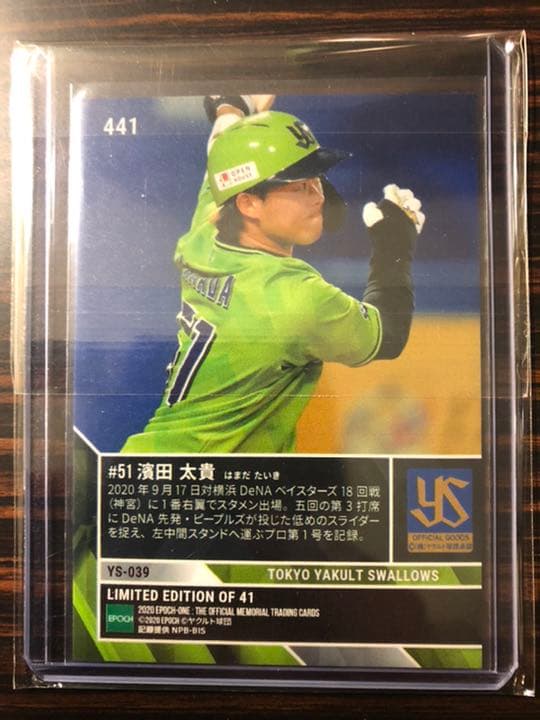 441
YS
OPEN
HOUSE
51
#51 濱田 太貴 はまだ たいき
2020年9月17日対横浜DeNAベイスターズ18回戦
（神宮）に1番右翼でスタメン出場。五回の第3打席
にDeNA先発・ピープルズが投じた低めのスライダー
を捉え、左中間スタンドへ運ぶプロ第1号を記録。
YS
OFFICIAL GOODS
YS-039
TOKYO YAKULT SWALLOWS
LIMITED EDITION OF 41
EPOCH
2020 EPOCH-ONE : THE OFFICIAL MEMORIAL TRADING CARDS
©2020 EPOCH ©ヤクルト球団
記録提供 NPB-BIS